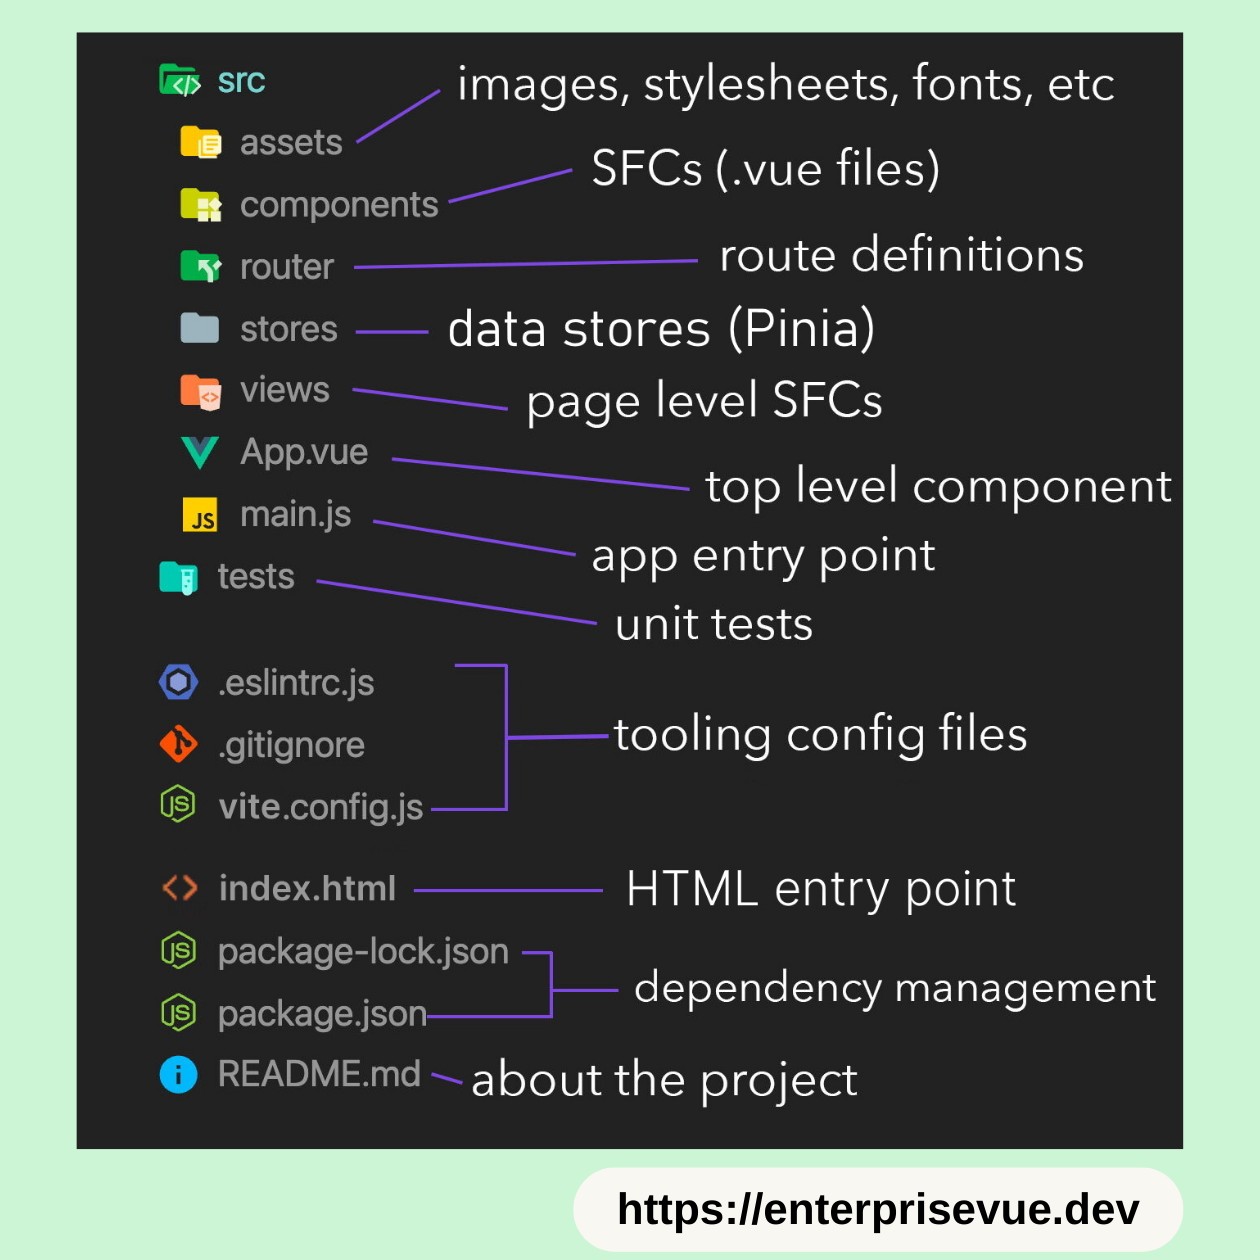 src
images, stylesheets, fonts, etc
assets
SFCs (.vue files)
components
route definitions
router
stores
data stores (Pinia)
views
page level SFCs
App.vue
top level component
main.js
JS
app entry point
tests
unit tests
.eslintrc.js
.gitignore
tooling config files
JS
vite.config.js
index.html
HTML entry point
JS
package-lock.json
dependency management
JS
package.json
README.md
about the project
https://enterprisevue.dev